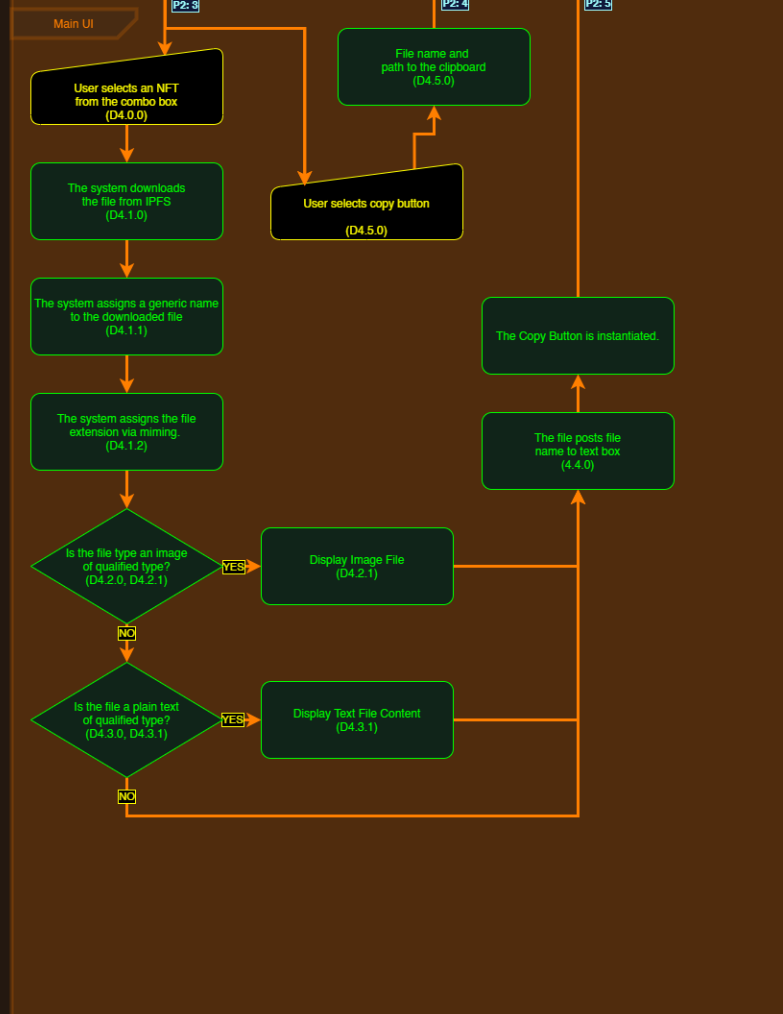 P2: 3
P2: 4
P2: 5
Main UI
User selects an NFT
from the combo box
(D4.0.0)
File name and
path to the clipboard
(D4.5.0)
The system downloads
the file from IPFS
(D4.1.0)
User selects copy button
(D4.5.0)
The system assigns a generic name
to the downloaded file
(D4.1.1)
The Copy Button is instantiated.
The system assigns the file
extension via miming.
(D4.1.2)
The file posts file
name to text box
(4.4.0)
Is the file type an image
of qualified type?
(D4.2.0, D4.2.1)
YES
Display Image File
(D4.2.1)
NO
Is the file a plain text
of qualified type?
(D4.3.0, D4.3.1)
YES
Display Text File Content
(D4.3.1)
NO